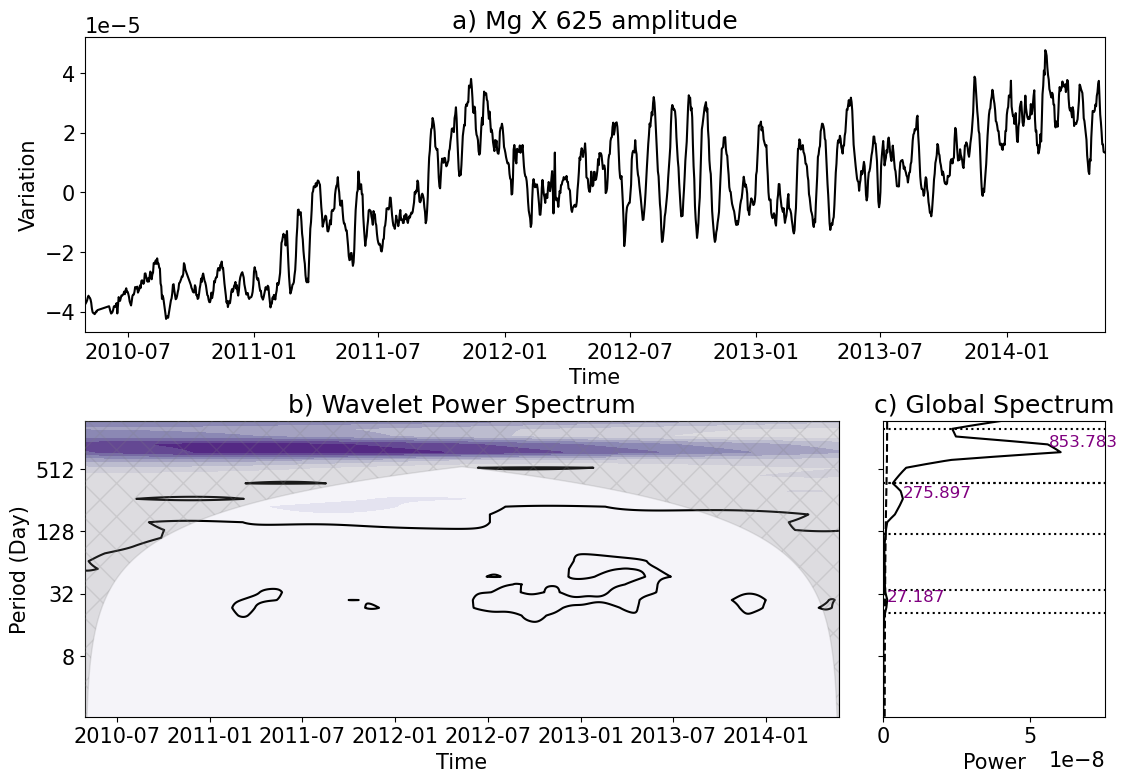 a) Mg X 625 amplitude
1e−5
4
2
0
−2
−4
Variation
2010-07 2011-01 2011-07 2012-01 2012-07 2013-01 2013-07 2014-01
Time
b) Wavelet Power Spectrum
512
128
32
8
Period (Day)
2010-07 2011-01 2011-07 2012-01 2012-07 2013-01 2013-07 2014-01
Time
c) Global Spectrum
853.783
275.897
27.187
0 5
Power 1e−8